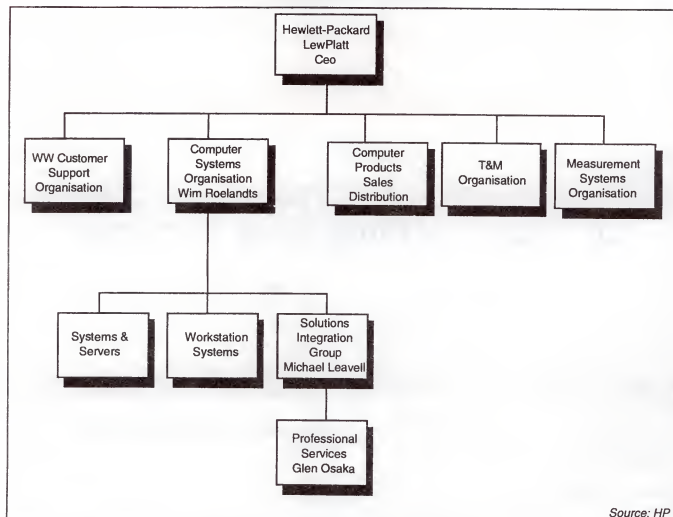 Hewlett-Packard
LewPlatt
Ceo
WW Customer
Support
Organisation
Computer
Systems
Organisation
Wim Roelandts
Computer
Products
Sales
Distribution
T&M
Organisation
Measurement
Systems
Organisation
Systems &
Servers
Workstation
Systems
Solutions
Integration
Group
Michael Leavell
Professional
Services
Glen Osaka
Source: HP